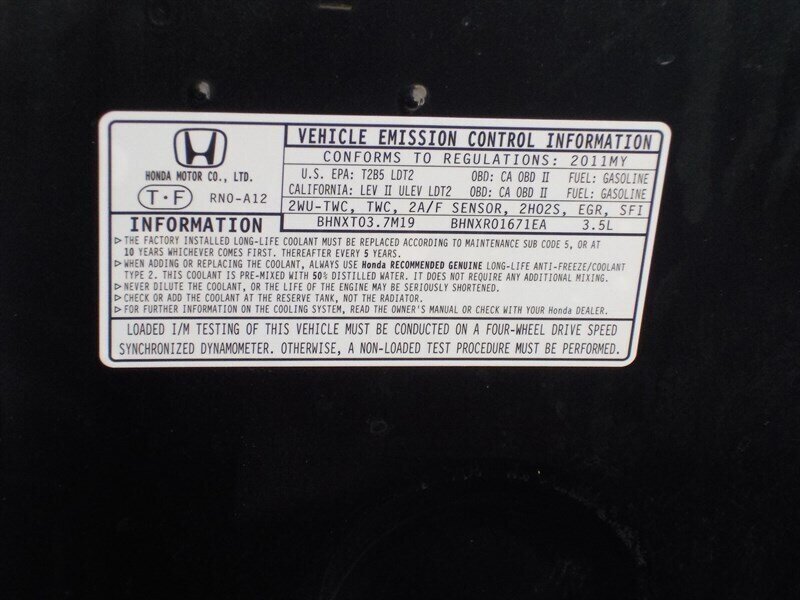 VEHICLE EMISSION CONTROL INFORMATION
HONDA MOTOR CO., LTD.
T・F RN0-A12
CONFORMS TO REGULATIONS: 2011MY
U.S. EPA: T2B5 LDT2 OBD: CA OBD II FUEL: GASOLINE
CALIFORNIA: LEV II ULEV LDT2 OBD: CA OBD II FUEL: GASOLINE
2WU-TWC, TWC, 2A/F SENSOR, 2HO2S, EGR, SFI
BHNXT03.7M19 BHNXR01671EA 3.5L
INFORMATION
▷THE FACTORY INSTALLED LONG-LIFE COOLANT MUST BE REPLACED ACCORDING TO MAINTENANCE SUB CODE 5, OR AT
10 YEARS WHICHEVER COMES FIRST. THEREAFTER EVERY 5 YEARS.
▷WHEN ADDING OR REPLACING THE COOLANT, ALWAYS USE Honda RECOMMENDED GENUINE LONG-LIFE ANTI-FREEZE/COOLANT
TYPE 2. THIS COOLANT IS PRE-MIXED WITH 50% DISTILLED WATER. IT DOES NOT REQUIRE ANY ADDITIONAL MIXING.
▷NEVER DILUTE THE COOLANT, OR THE LIFE OF THE ENGINE MAY BE SERIOUSLY SHORTENED.
▷CHECK OR ADD THE COOLANT AT THE RESERVE TANK, NOT THE RADIATOR.
▷FOR FURTHER INFORMATION ON THE COOLING SYSTEM, READ THE OWNER'S MANUAL OR CHECK WITH YOUR Honda DEALER.
LOADED I/M TESTING OF THIS VEHICLE MUST BE CONDUCTED ON A FOUR-WHEEL DRIVE SPEED
SYNCHRONIZED DYNAMOMETER. OTHERWISE, A NON-LOADED TEST PROCEDURE MUST BE PERFORMED.